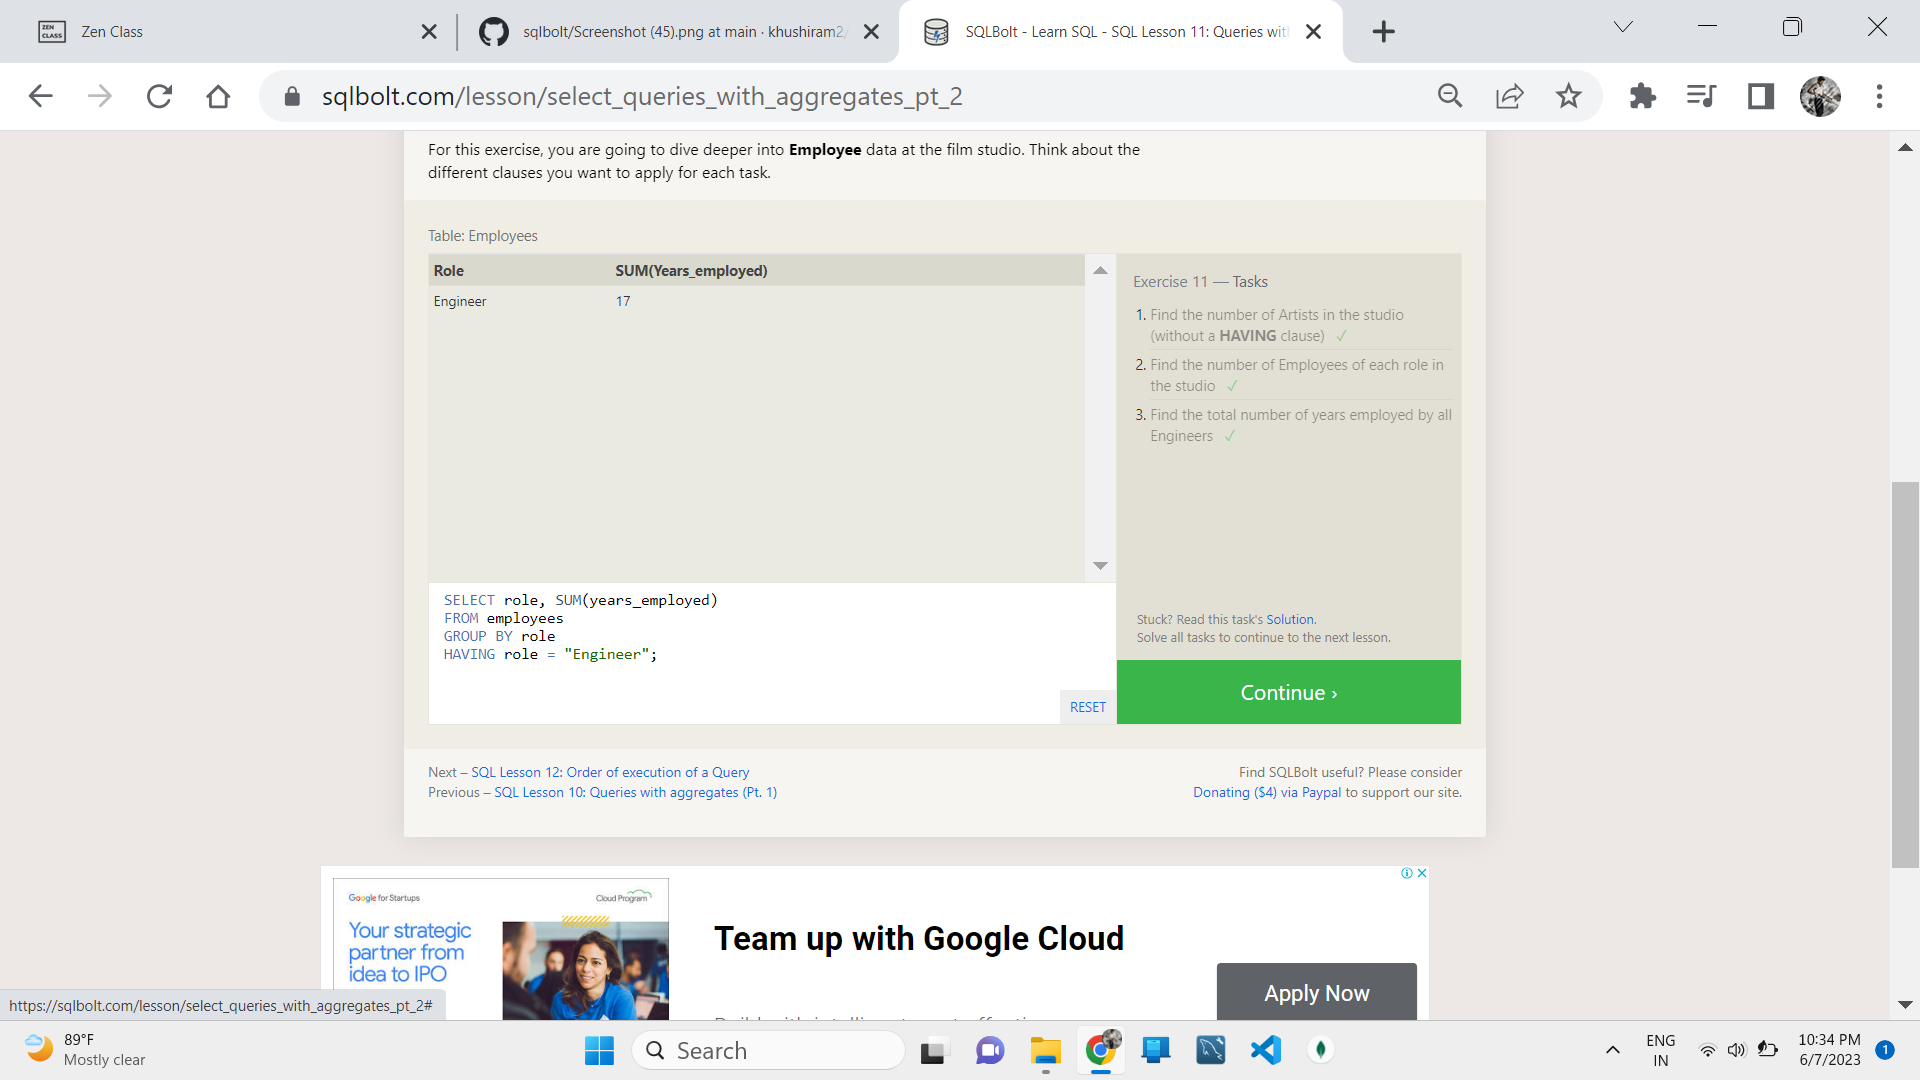 ZEN CLASS
Zen Class
sqlbolt/Screenshot (45).png at main · khushiram2/
SQLBolt - Learn SQL - SQL Lesson 11: Queries wit
sqlbolt.com/lesson/select_queries_with_aggregates_pt_2
For this exercise, you are going to dive deeper into Employee data at the film studio. Think about the
different clauses you want to apply for each task.
Table: Employees
Role SUM(Years_employed)
Engineer 17
Exercise 11 — Tasks
1. Find the number of Artists in the studio
(without a HAVING clause) ✓
2. Find the number of Employees of each role in
the studio ✓
3. Find the total number of years employed by all
Engineers ✓
Stuck? Read this task's Solution.
Solve all tasks to continue to the next lesson.
SELECT role, SUM(years_employed)
FROM employees
GROUP BY role
HAVING role = "Engineer";
RESET
Continue ›
Next – SQL Lesson 12: Order of execution of a Query
Previous – SQL Lesson 10: Queries with aggregates (Pt. 1)
Find SQLBolt useful? Please consider
Donating ($4) via Paypal to support our site.
Google for Startups
Cloud Program
Your strategic
partner from
idea to IPO
Team up with Google Cloud
Apply Now
https://sqlbolt.com/lesson/select_queries_with_aggregates_pt_2#
89°F
Mostly clear
Search
ENG
IN
10:34 PM
6/7/2023
1